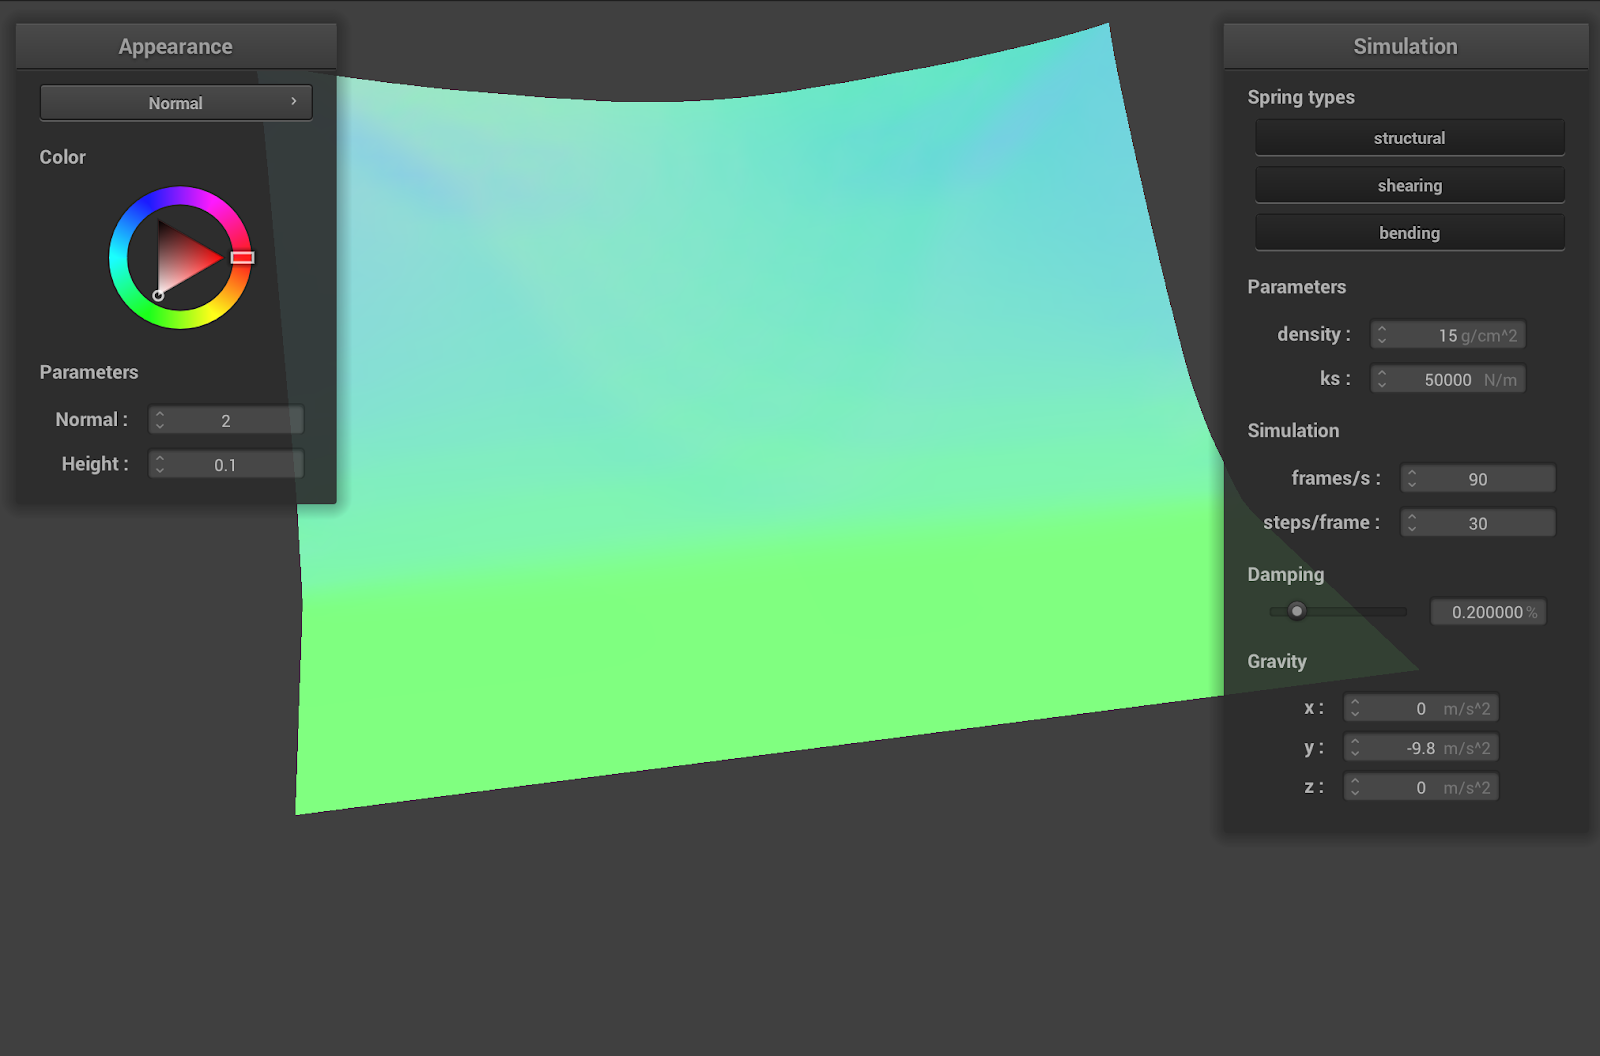 Appearance
Normal ›
Color
Parameters
Normal : 2
Height : 0.1
Simulation
Spring types
structural
shearing
bending
Parameters
density : 15 g/cm^2
ks : 50000 N/m
Simulation
frames/s : 90
steps/frame : 30
Damping
0.200000 %
Gravity
x : 0 m/s^2
y : -9.8 m/s^2
z : 0 m/s^2